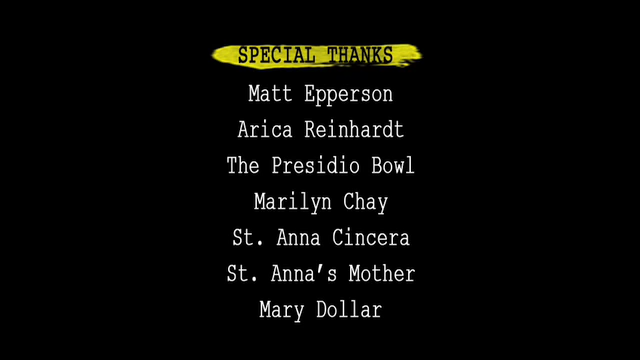 SPECIAL THANKS
Matt Epperson
Arica Reinhardt
The Presidio Bowl
Marilyn Chay
St. Anna Cincera
St. Anna's Mother
Mary Dollar